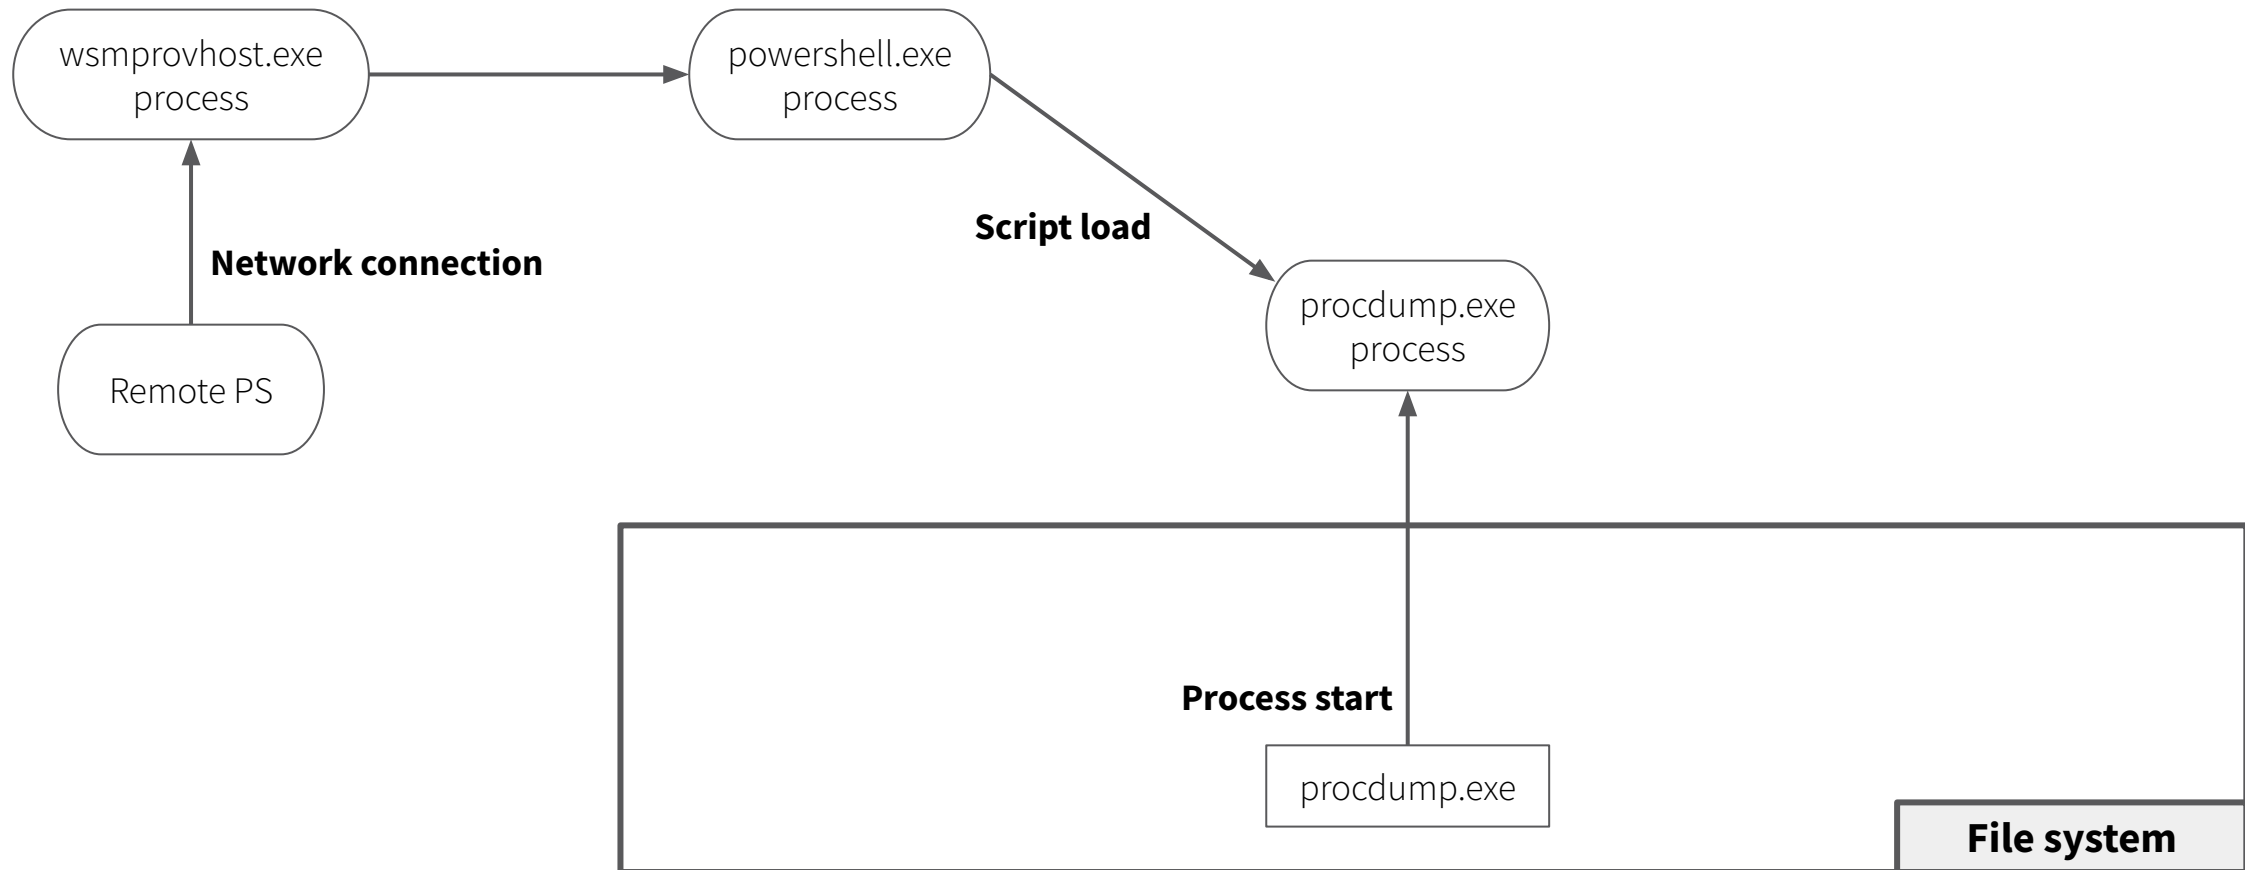 wsmprovhost.exe
process
powershell.exe
process
Script load
Network connection
procdump.exe
process
Remote PS
Process start
procdump.exe
File system